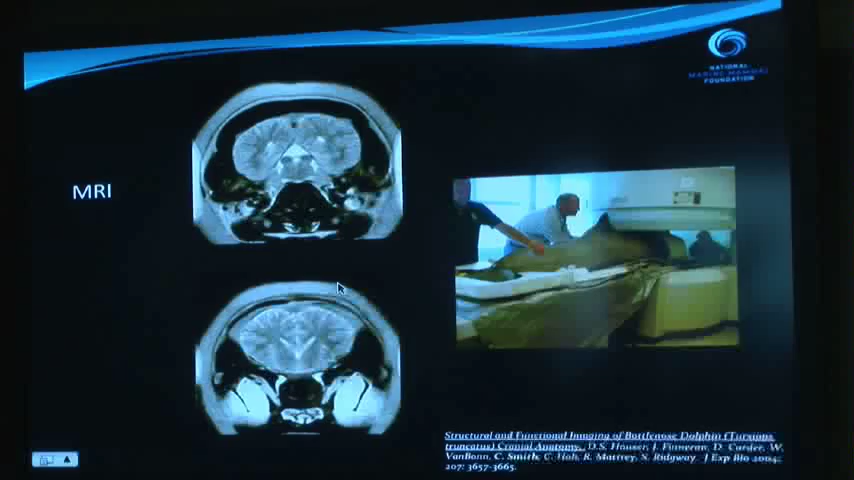 NATIONAL
MARINE MAMMAL
FOUNDATION
MRI
Structural and Functional Imaging of Bottlenose Dolphin (Tursiops
truncatus) Cranial Anatomy. D.S. Houser, J. Finneran, D. Carder, W.
VanBonn, C. Smith, C. Hoh, R. Mattrey, S. Ridgway. J Exp Bio 2004;
207: 3657-3665.